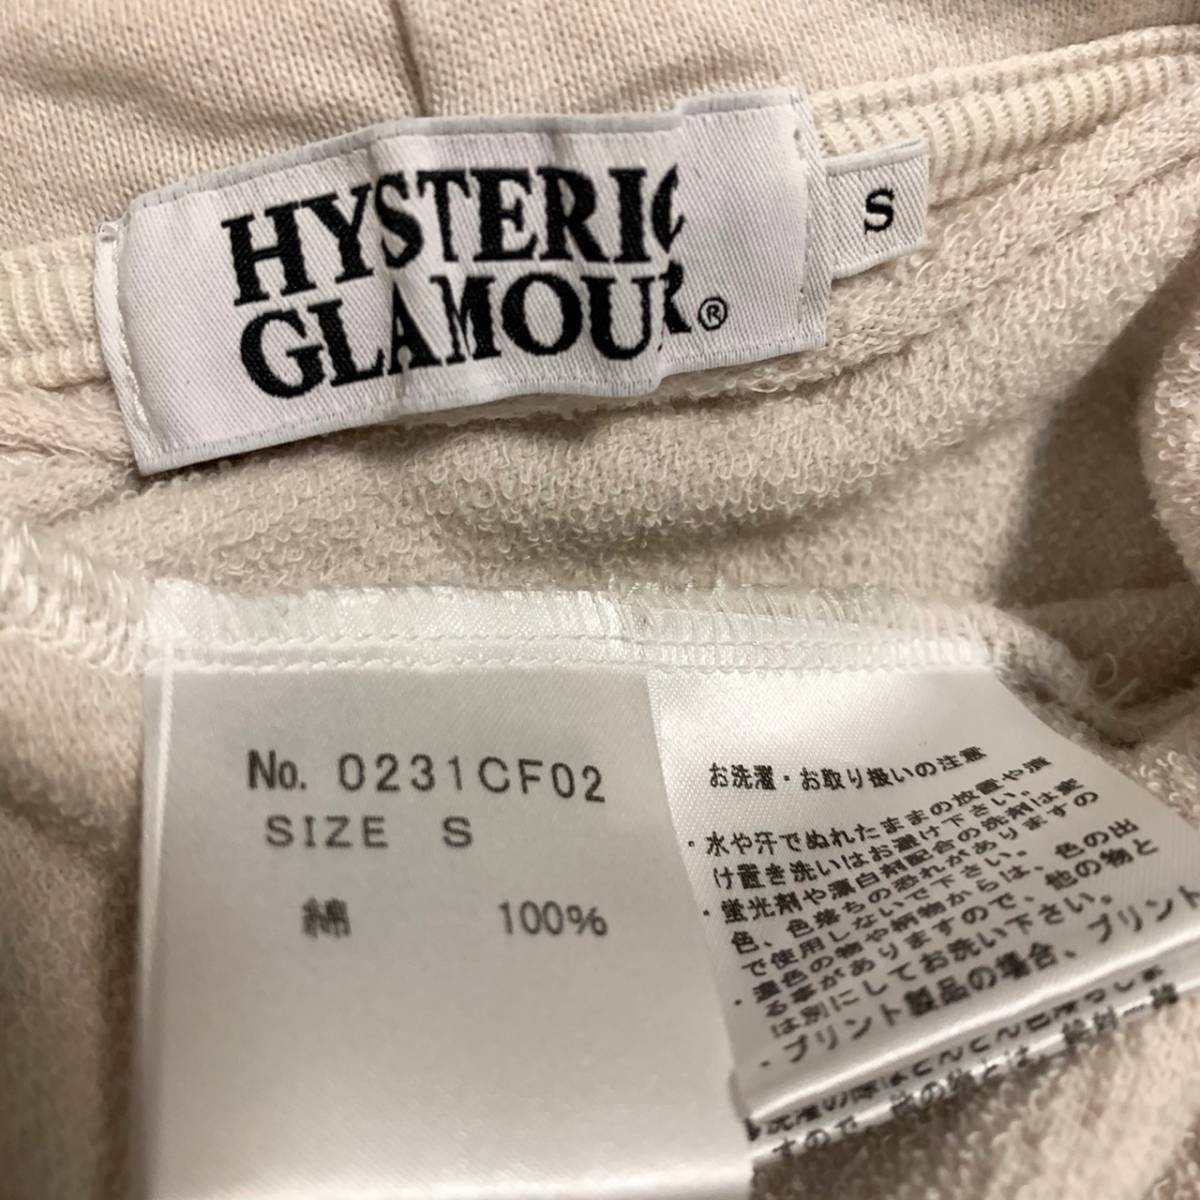 HYSTERIC
GLAMOUR®
S
No. 0231CF02
SIZE S
綿 100%
お洗濯・お取り扱いの注意
・水や汗でぬれたままの放置や漬
け置き洗いはお避け下さい。
・蛍光剤や漂白剤配合の洗剤は変
色、色落ちの恐れがありますの
で使用しないで下さい。
・濃色の物や柄物からは、色の出
る事がありますので、他の物と
は別にしてお洗い下さい。
・プリント製品の場合、プリント